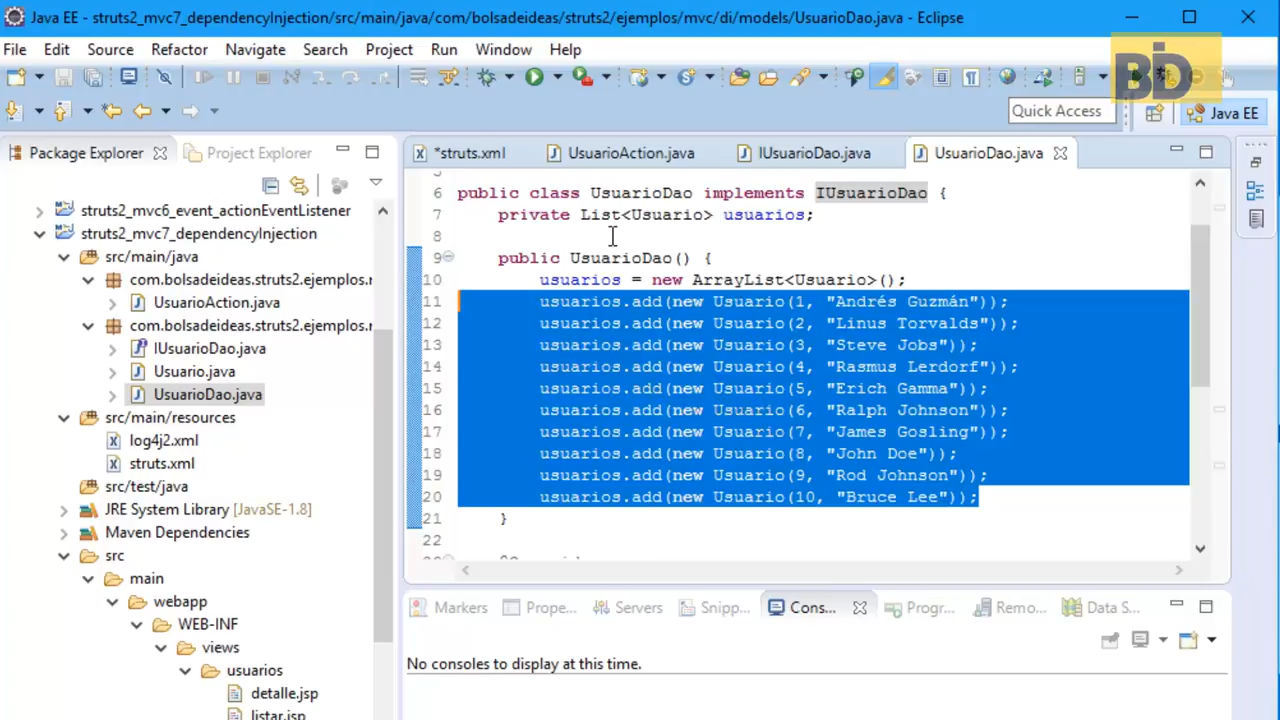 Java EE - struts2_mvc7_dependencyInjection/src/main/java/com/bolsadeideas/struts2/ejemplos/mvc/di/models/UsuarioDao.java - Eclipse
File Edit Source Refactor Navigate Search Project Run Window Help
BD
Quick Access
Java EE
Package Explorer
Project Explorer
*struts.xml
UsuarioAction.java
IUsuarioDao.java
UsuarioDao.java
struts2_mvc6_event_actionEventListener
struts2_mvc7_dependencyInjection
src/main/java
com.bolsadeideas.struts2.ejemplos.r
UsuarioAction.java
com.bolsadeideas.struts2.ejemplos.r
IUsuarioDao.java
Usuario.java
UsuarioDao.java
src/main/resources
log4j2.xml
struts.xml
src/test/java
JRE System Library [JavaSE-1.8]
Maven Dependencies
src
main
webapp
WEB-INF
views
usuarios
detalle.jsp
listar.jsp
6 public class UsuarioDao implements IUsuarioDao {
7 private List<Usuario> usuarios;
8
9 public UsuarioDao() {
10 usuarios = new ArrayList<Usuario>();
11 usuarios.add(new Usuario(1, "Andrés Guzmán"));
12 usuarios.add(new Usuario(2, "Linus Torvalds"));
13 usuarios.add(new Usuario(3, "Steve Jobs"));
14 usuarios.add(new Usuario(4, "Rasmus Lerdorf"));
15 usuarios.add(new Usuario(5, "Erich Gamma"));
16 usuarios.add(new Usuario(6, "Ralph Johnson"));
17 usuarios.add(new Usuario(7, "James Gosling"));
18 usuarios.add(new Usuario(8, "John Doe"));
19 usuarios.add(new Usuario(9, "Rod Johnson"));
20 usuarios.add(new Usuario(10, "Bruce Lee"));
21 }
22
Markers Prope... Servers Snipp... Cons... Progr... Remo... Data S...
No consoles to display at this time.